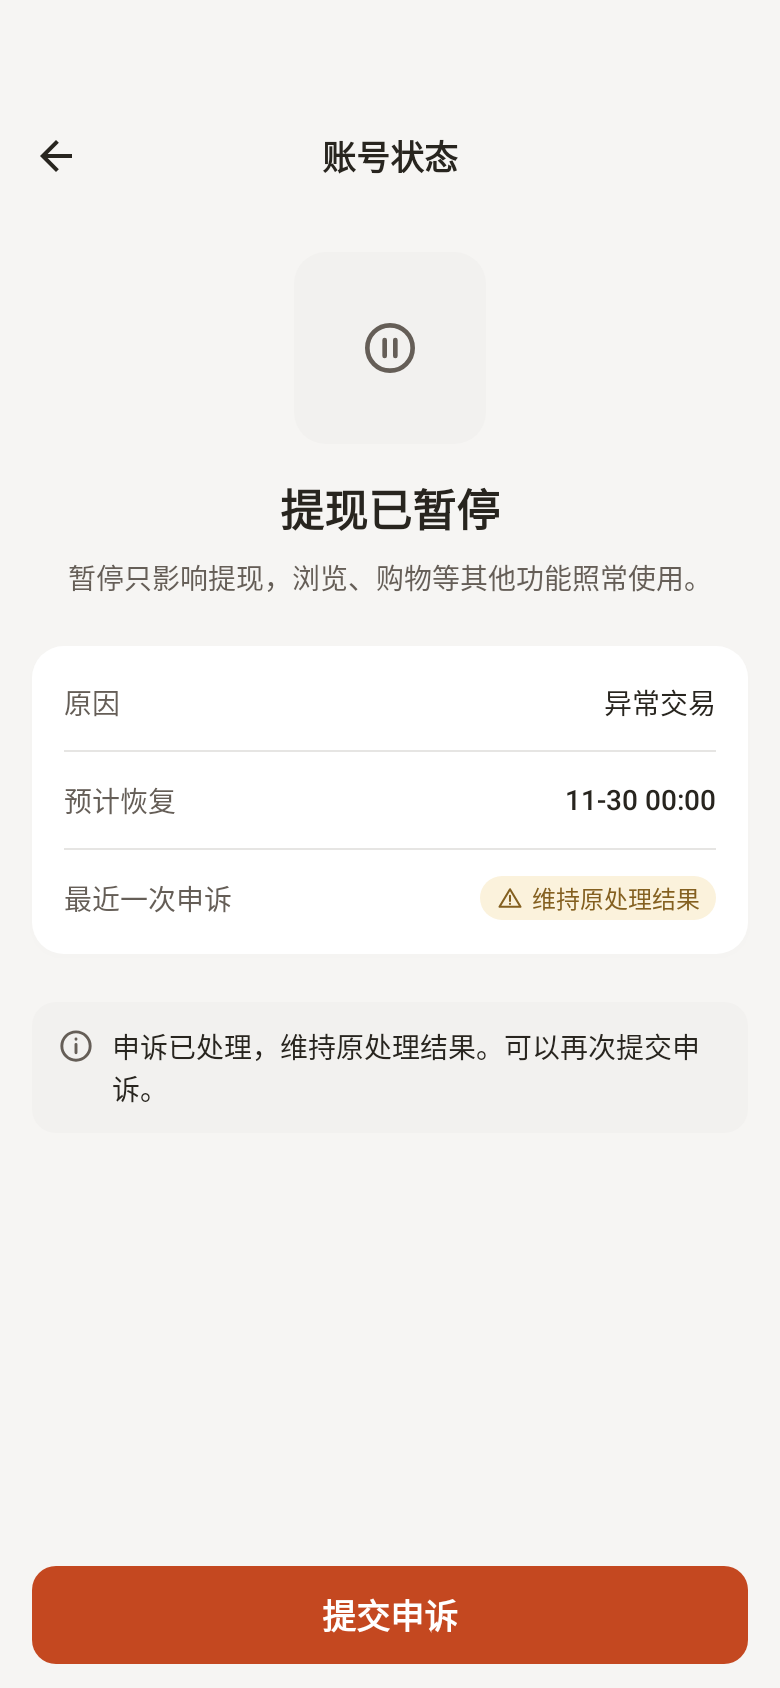 账号状态
提现已暂停
暂停只影响提现，浏览、购物等其他功能照常使用。
原因 异常交易
预计恢复 11-30 00:00
最近一次申诉 维持原处理结果
申诉已处理，维持原处理结果。可以再次提交申
诉。
提交申诉